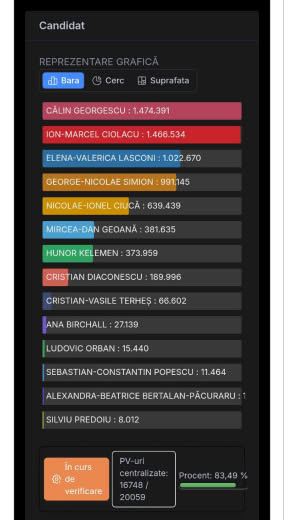 Candidat
REPREZENTARE GRAFICĂ
Bara Cerc Suprafata
CĂLIN GEORGESCU : 1.474.391
ION-MARCEL CIOLACU : 1.466.534
ELENA-VALERICA LASCONI : 1.022.670
GEORGE-NICOLAE SIMION : 991.145
NICOLAE-IONEL CIUCĂ : 639.439
MIRCEA-DAN GEOANĂ : 381.635
HUNOR KELEMEN : 373.959
CRISTIAN DIACONESCU : 189.996
CRISTIAN-VASILE TERHEȘ : 66.602
ANA BIRCHALL : 27.139
LUDOVIC ORBAN : 15.440
SEBASTIAN-CONSTANTIN POPESCU : 11.464
ALEXANDRA-BEATRICE BERTALAN-PĂCURARU : 1
SILVIU PREDOIU : 8.012
În curs
de
verificare
PV-uri
centralizate:
16748 /
20059
Procent: 83,49 %